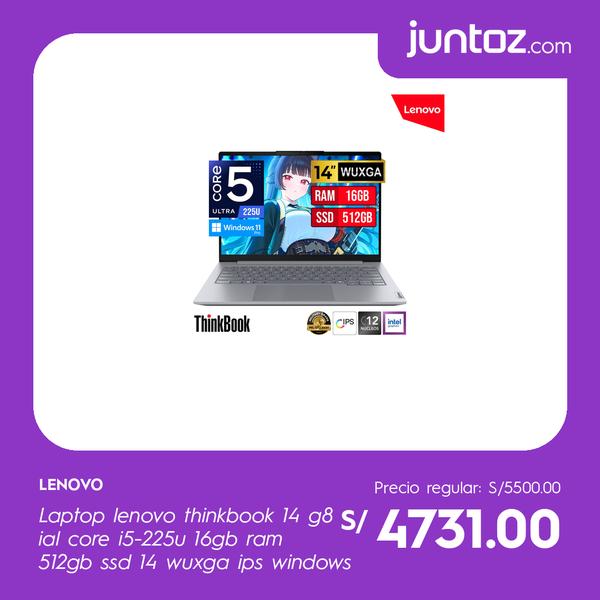 juntoz.com
Lenovo
CORE 5
ULTRA 225U
Windows 11
Pro
14" WUXGA
RAM 16GB
SSD 512GB
ThinkBook
IPS
12
NÚCLEOS
intel
LENOVO
Precio regular: S/5500.00
Laptop lenovo thinkbook 14 g8
ial core i5-225u 16gb ram
512gb ssd 14 wuxga ips windows
S/ 4731.00